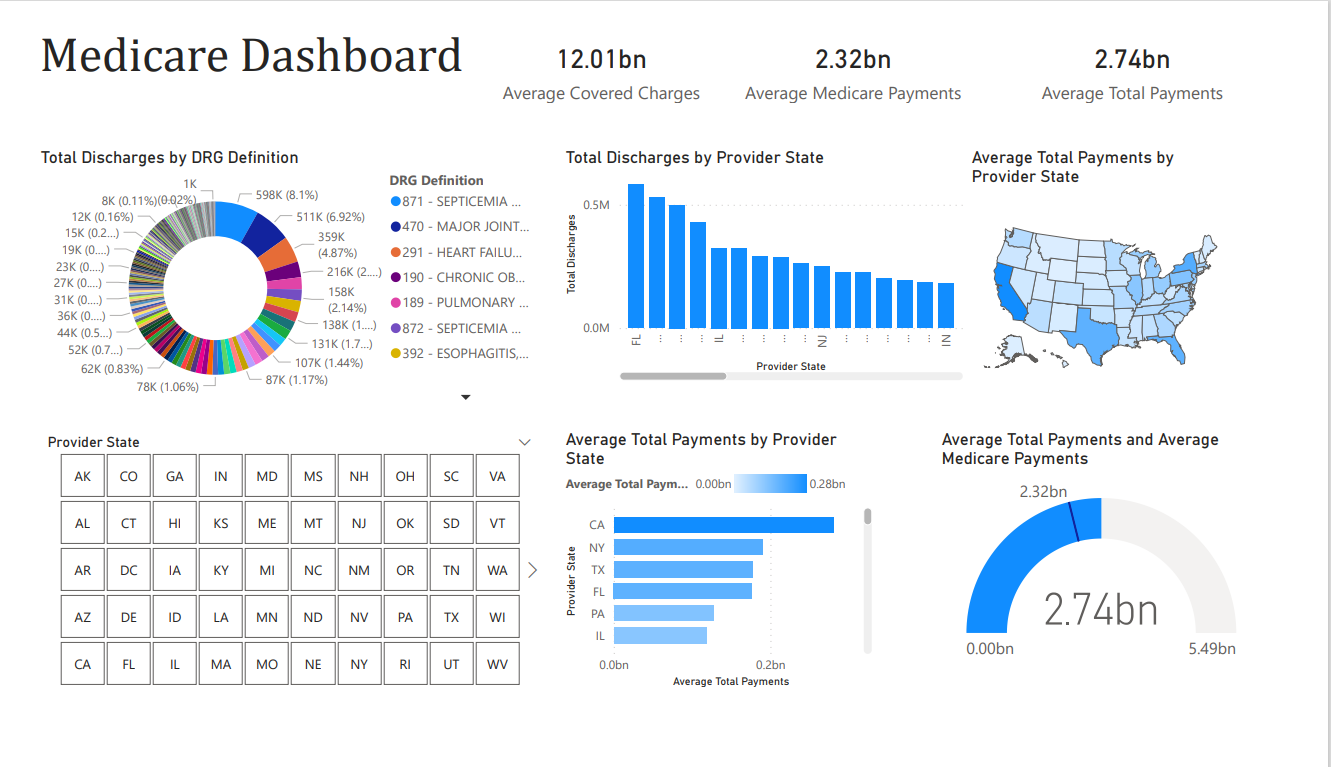 Medicare Dashboard
12.01bn
Average Covered Charges
2.32bn
Average Medicare Payments
2.74bn
Average Total Payments
Total Discharges by DRG Definition
1K
8K (0.11%)(0.02%)
12K (0.16%)
15K (0.2...)
19K (0....)
23K (0....)
27K (0....)
31K (0....)
36K (0....)
44K (0.5...)
52K (0.7...)
62K (0.83%)
78K (1.06%)
598K (8.1%)
511K (6.92%)
359K
(4.87%)
216K (2....)
158K
(2.14%)
138K (1....)
131K (1.7...)
107K (1.44%)
87K (1.17%)
DRG Definition
871 - SEPTICEMIA ...
470 - MAJOR JOINT...
291 - HEART FAILU...
190 - CHRONIC OB...
189 - PULMONARY ...
872 - SEPTICEMIA ...
392 - ESOPHAGITIS,...
Total Discharges by Provider State
Total Discharges
0.5M
0.0M
FL ... ... ... IL ... ... ... ... NJ ... ... ... ... ... IN
Provider State
Average Total Payments by
Provider State
Provider State
AK CO GA IN MD MS NH OH SC VA
AL CT HI KS ME MT NJ OK SD VT
AR DC IA KY MI NC NM OR TN WA
AZ DE ID LA MN ND NV PA TX WI
CA FL IL MA MO NE NY RI UT WV
Average Total Payments by Provider
State
Average Total Paym... 0.00bn 0.28bn
Provider State
CA
NY
TX
FL
PA
IL
0.0bn 0.2bn
Average Total Payments
Average Total Payments and Average
Medicare Payments
2.32bn
2.74bn
0.00bn 5.49bn